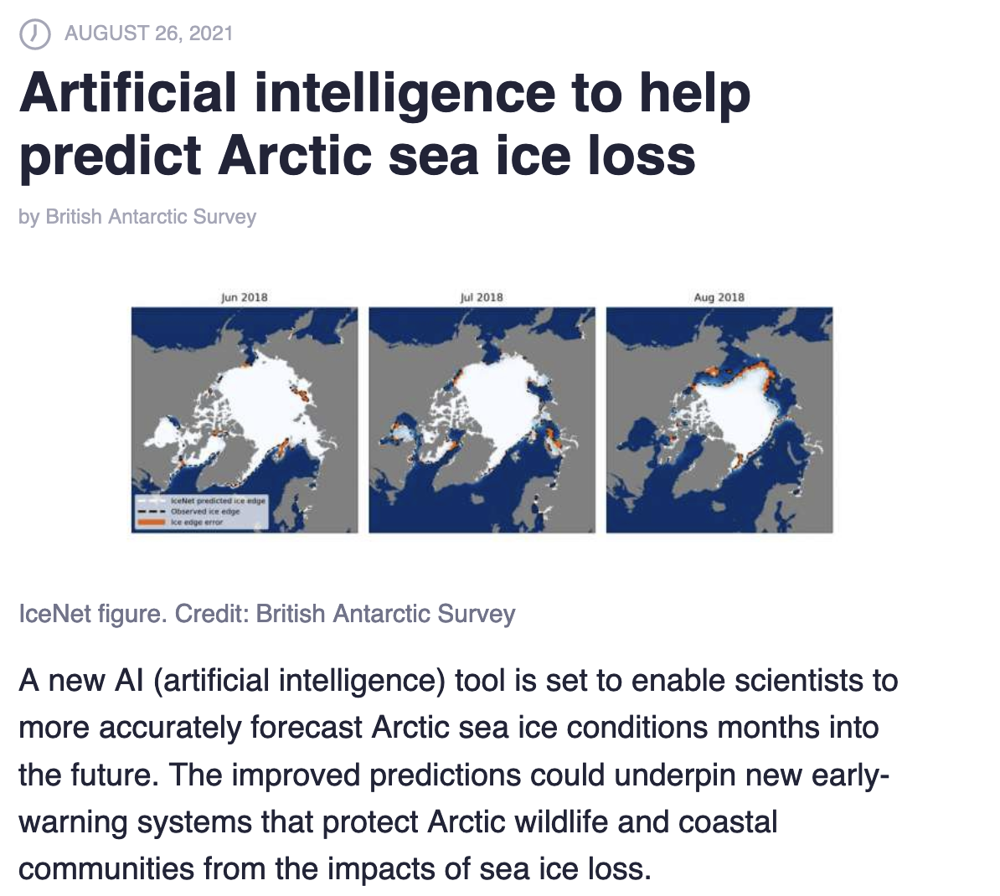 AUGUST 26, 2021
Artificial intelligence to help
predict Arctic sea ice loss
by British Antarctic Survey
Jun 2018
Jul 2018
Aug 2018
IceNet predicted ice edge
Observed ice edge
Ice edge error
IceNet figure. Credit: British Antarctic Survey
A new AI (artificial intelligence) tool is set to enable scientists to
more accurately forecast Arctic sea ice conditions months into
the future. The improved predictions could underpin new early-
warning systems that protect Arctic wildlife and coastal
communities from the impacts of sea ice loss.